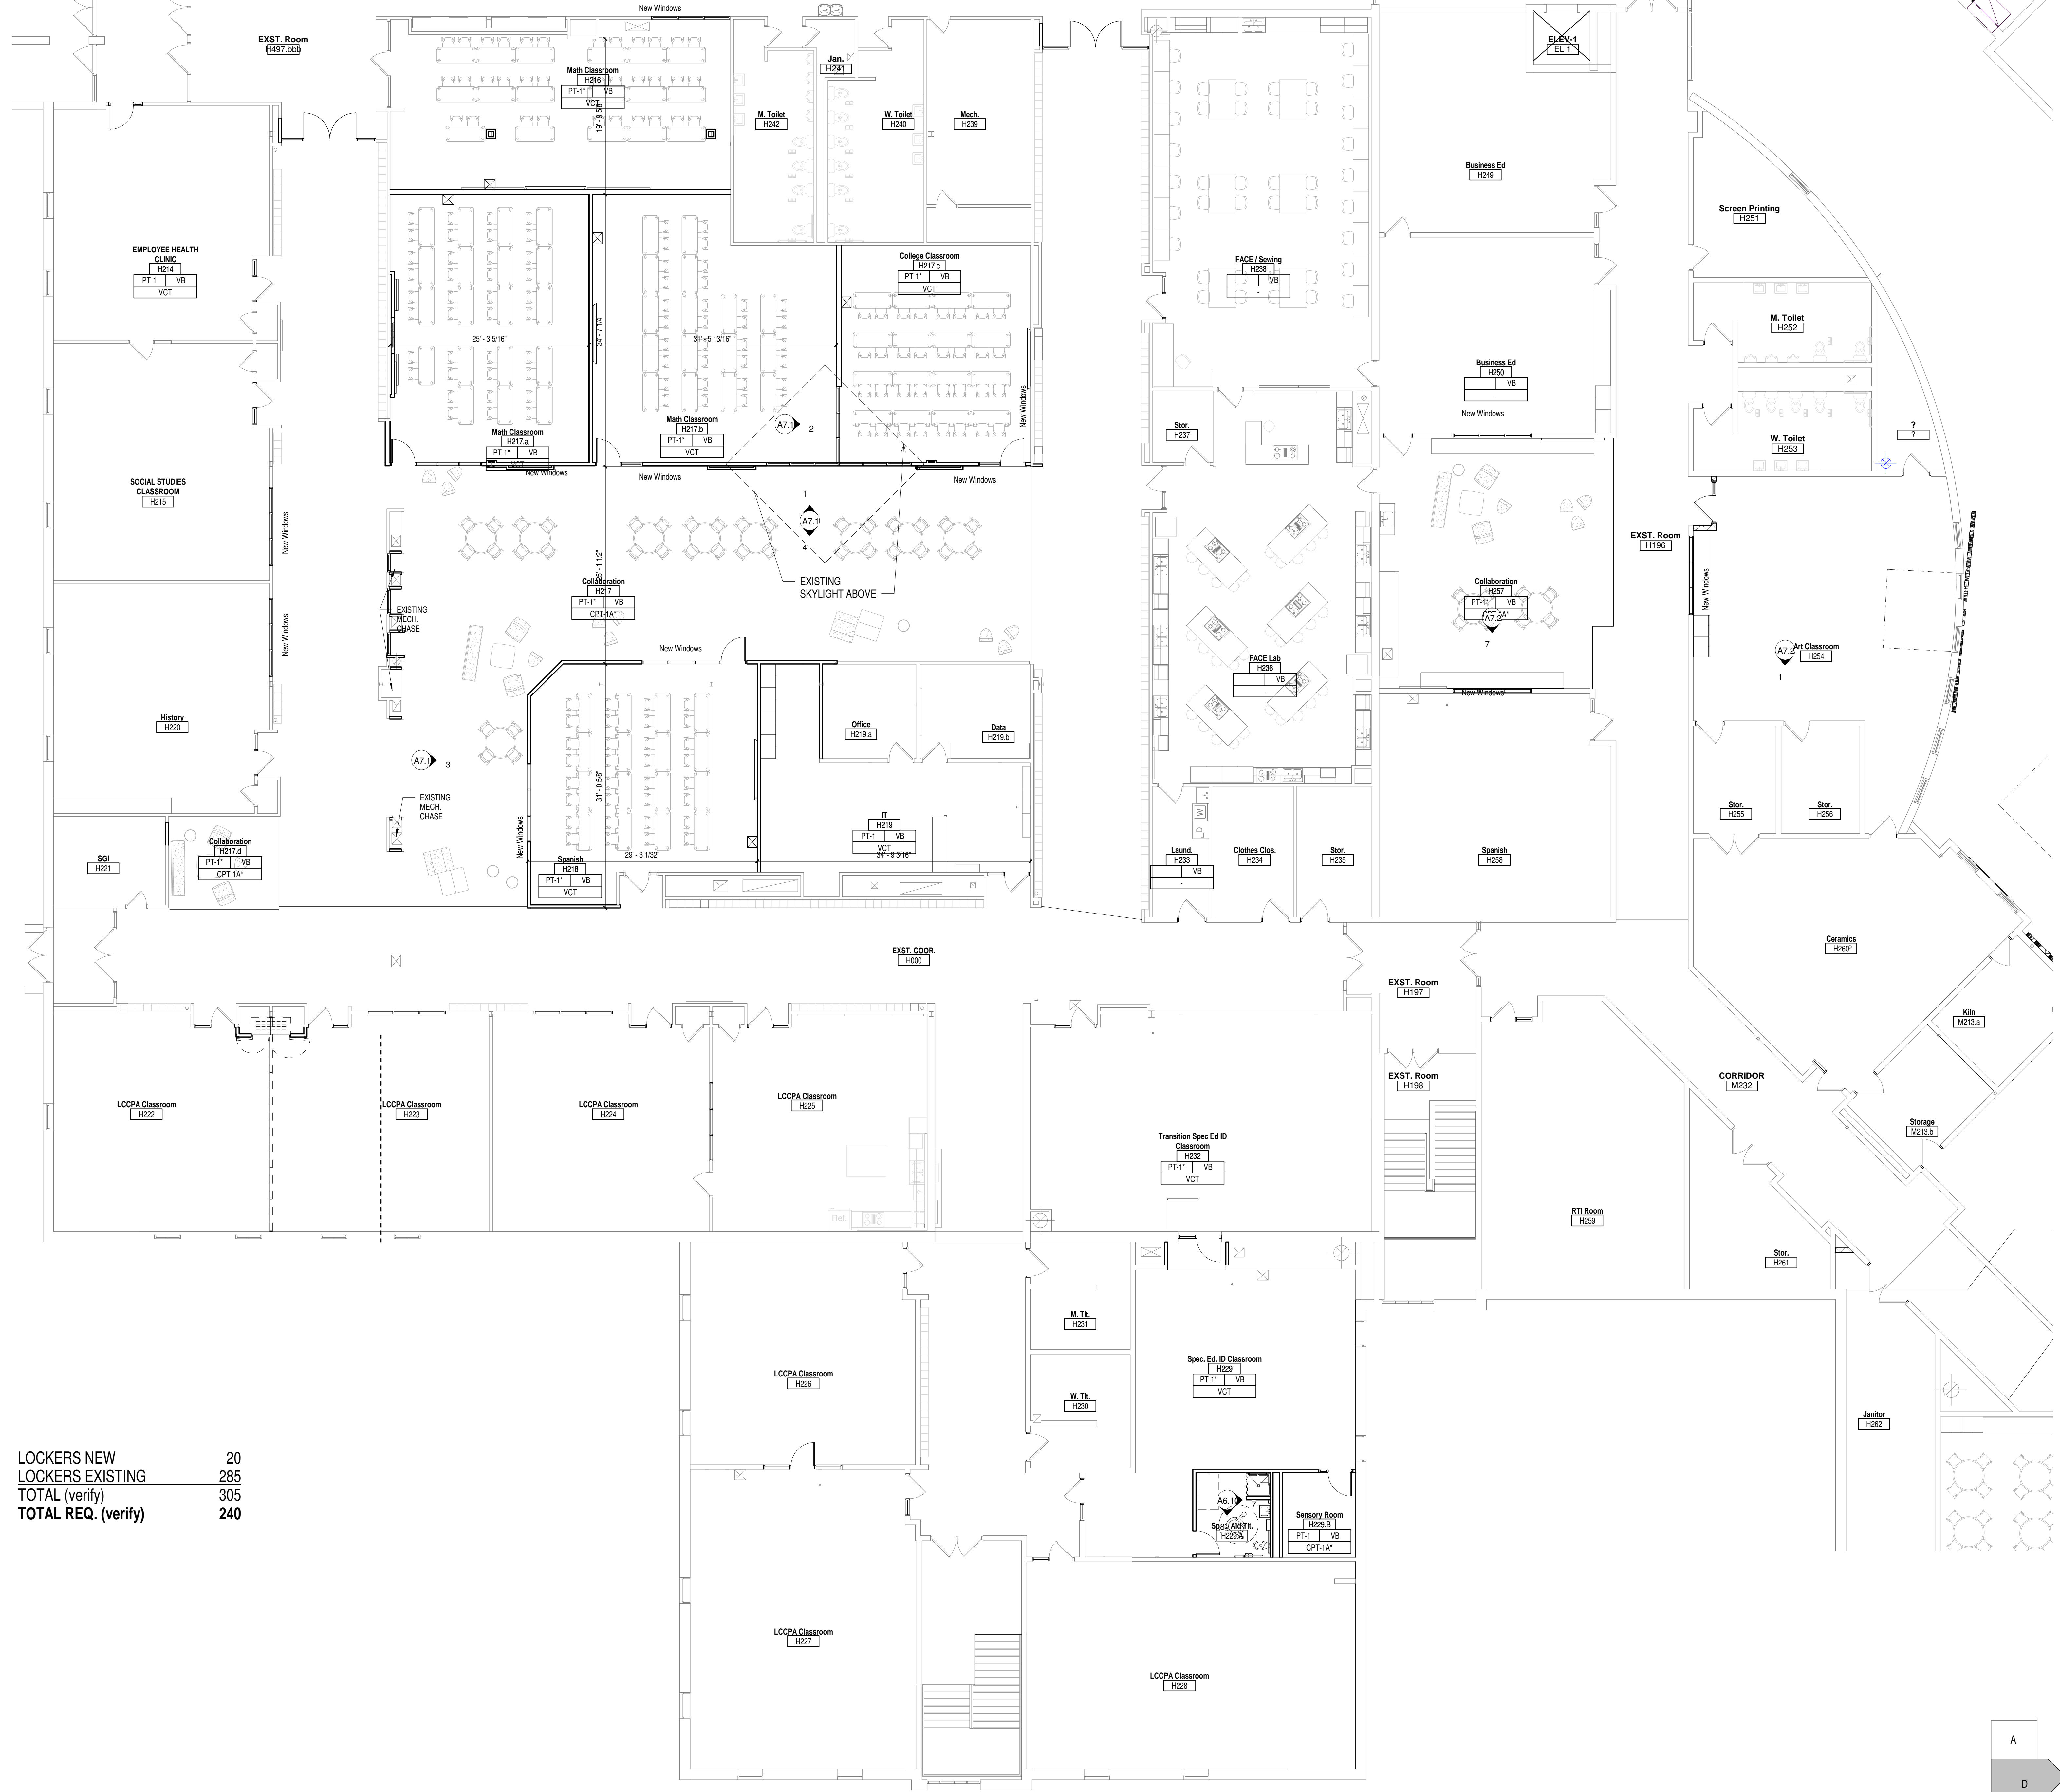 New Windows
EXST. Room
H497.bbb
Math Classroom
H216
PT-1* VB
VCT
Jan.
H241
M. Toilet
H242
W. Toilet
H240
Mech.
H239
ELEV-1
EL 1
Business Ed
H249
Screen Printing
H251
EMPLOYEE HEALTH
CLINIC
H214
PT-1 VB
VCT
College Classroom
H217.c
PT-1* VB
VCT
FACE / Sewing
H238
VB
-
M. Toilet
H252
25' - 3 5/16"
34' - 7 1/4"
31' - 5 13/16"
Business Ed
H250
VB
-
New Windows
New Windows
Math Classroom
H217.a
PT-1* VB
VCT
Math Classroom
H217.b
PT-1* VB
VCT
A7.1
2
Stor.
H237
W. Toilet
H253
?
?
New Windows
New Windows
New Windows
SOCIAL STUDIES
CLASSROOM
H215
New Windows
1
A7.1
4
EXST. Room
H196
EXISTING
SKYLIGHT ABOVE
Collaboration
H217
PT-1* VB
CPT-1A*
EXISTING
MECH.
CHASE
Collaboration
H257
PT-1* VB
CPT-1A*
A7.2
7
New Windows
New Windows
New Windows
A7.2
1
Art Classroom
H254
FACE Lab
H236
VB
-
New Windows
History
H220
Office
H219.a
Data
H219.b
A7.1
3
31' - 0 5/8"
EXISTING
MECH.
CHASE
Stor.
H255
Stor.
H256
IT
H219
PT-1 VB
VCT
34' - 9 3/16"
New Windows
29' - 3 1/32"
Spanish
H218
PT-1* VB
VCT
SGI
H221
Collaboration
H217.d
PT-1* VB
CPT-1A*
D W
Laund.
H233
VB
-
Clothes Clos.
H234
Stor.
H235
Spanish
H258
EXST. COOR.
H000
Ceramics
H260
EXST. Room
H197
Kiln
M213.a
EXST. Room
H198
CORRIDOR
M232
LCCPA Classroom
H222
LCCPA Classroom
H223
LCCPA Classroom
H224
LCCPA Classroom
H225
Storage
M213.b
Transition Spec Ed ID
Classroom
H232
PT-1* VB
VCT
Ref.
RTI Room
H259
Stor.
H261
M. Tlt.
H231
LCCPA Classroom
H226
Spec. Ed. ID Classroom
H229
PT-1* VB
VCT
W. Tlt.
H230
Janitor
H262
LOCKERS NEW 20
LOCKERS EXISTING 285
TOTAL (verify) 305
TOTAL REQ. (verify) 240
7
H229.A
Sensory Room
H229.B
PT-1 VB
CPT-1A*
LCCPA Classroom
H227
LCCPA Classroom
H228
A
D